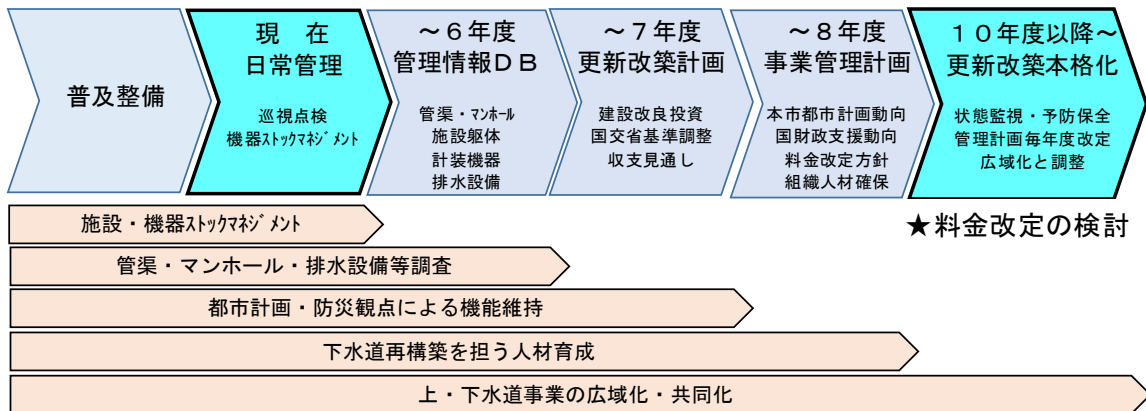 普及整備
現　在
日常管理
巡視点検
機器ｽﾄｯｸﾏﾈｼﾞﾒﾝﾄ
～６年度
管理情報ＤＢ
管渠・ﾏﾝﾎｰﾙ
施設躯体
計装機器
排水設備
～７年度
更新改築計画
建設改良投資
国交省基準調整
収支見通し
～８年度
事業管理計画
本市都市計画動向
国財政支援動向
料金改定方針
組織人材確保
１０年度以降～
更新改築本格化
状態監視・予防保全
管理計画毎年度改定
広域化と調整
★料金改定の検討
施設・機器ｽﾄｯｸﾏﾈｼﾞﾒﾝﾄ
管渠・マンホール・排水設備等調査
都市計画・防災観点による機能維持
下水道再構築を担う人材育成
上・下水道事業の広域化・共同化